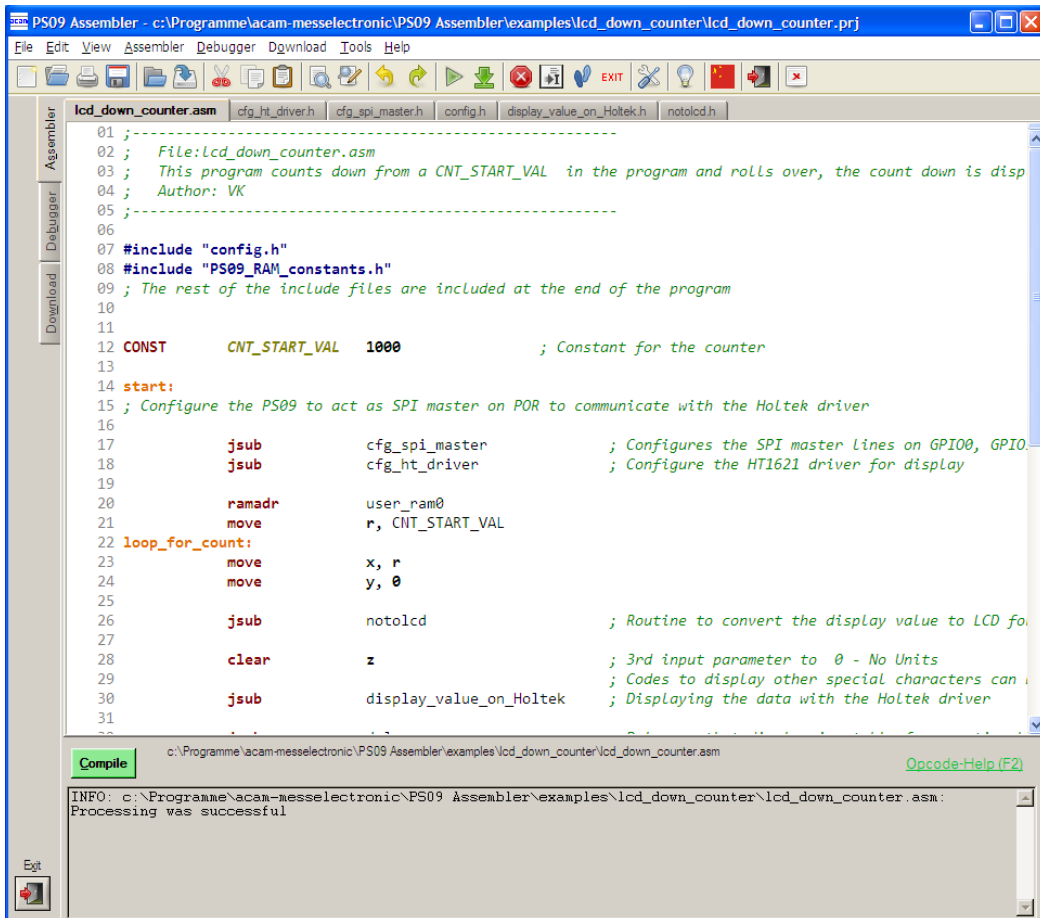 acam PS09 Assembler - c:\Programme\acam-messelectronic\PS09 Assembler\examples\lcd_down_counter/lcd_down_counter.prj
File Edit View Assembler Debugger Download Tools Help
EXIT
Assembler
Debugger
Download
lcd_down_counter.asm cfg_ht_driver.h cfg_spi_master.h config.h display_value_on_Holtek.h notolcd.h
01 ;--------------------------------------------------------
02 ;   File:lcd_down_counter.asm
03 ;   This program counts down from a CNT_START_VAL  in the program and rolls over, the count down is disp
04 ;   Author: VK
05 ;--------------------------------------------------------
06
07 #include "config.h"
08 #include "PS09_RAM_constants.h"
09 ; The rest of the include files are included at the end of the program
10
11
12 CONST CNT_START_VAL 1000 ; Constant for the counter
13
14 start:
15 ; Configure the PS09 to act as SPI master on POR to communicate with the Holtek driver
16
17 jsub cfg_spi_master ; Configures the SPI master lines on GPIO0, GPIO
18 jsub cfg_ht_driver ; Configure the HT1621 driver for display
19
20 ramadr user_ram0
21 move r, CNT_START_VAL
22 loop_for_count:
23 move x, r
24 move y, 0
25
26 jsub notolcd ; Routine to convert the display value to LCD fo
27
28 clear z ; 3rd input parameter to  0 - No Units
29 ; Codes to display other special characters can
30 jsub display_value_on_Holtek ; Displaying the data with the Holtek driver
31
Compile
c:\Programme\acam-messelectronic\PS09 Assembler\examples\lcd_down_counter\lcd_down_counter.asm
Opcode-Help (F2)
INFO: c:\Programme\acam-messelectronic\PS09 Assembler\examples\lcd_down_counter\lcd_down_counter.asm:
Processing was successful
Exit